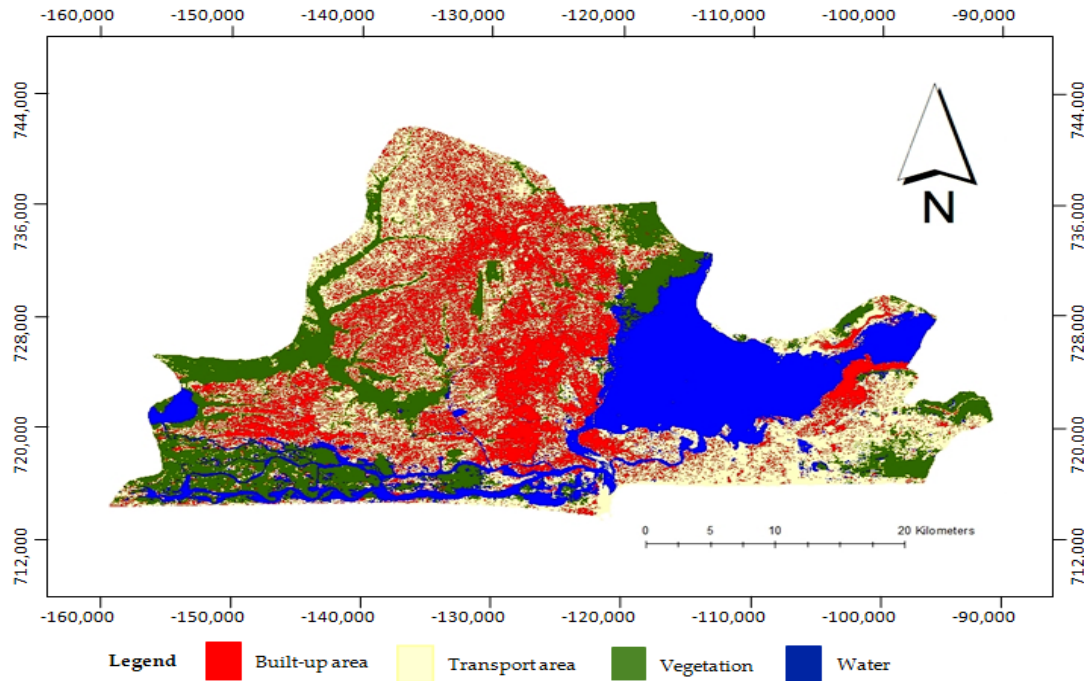 -160,000 -150,000 -140,000 -130,000 -120,000 -110,000 -100,000 -90,000
744,000 744,000
736,000 736,000
N
728,000 728,000
720,000 720,000
0 5 10 20 Kilometers
712,000 712,000
-160,000 -150,000 -140,000 -130,000 -120,000 -110,000 -100,000 -90,000
Legend Built-up area Transport area Vegetation Water